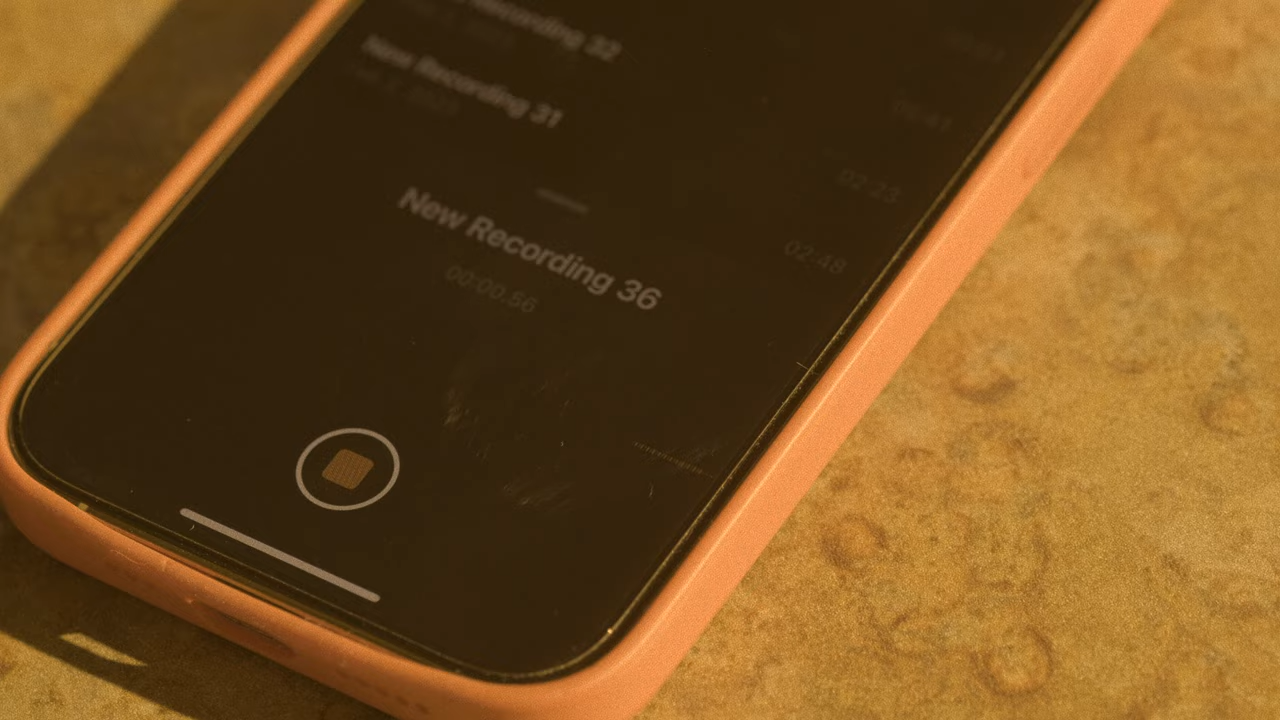 Recording 32
New Recording 31
02:23
New Recording 36
02:48
00:00.56